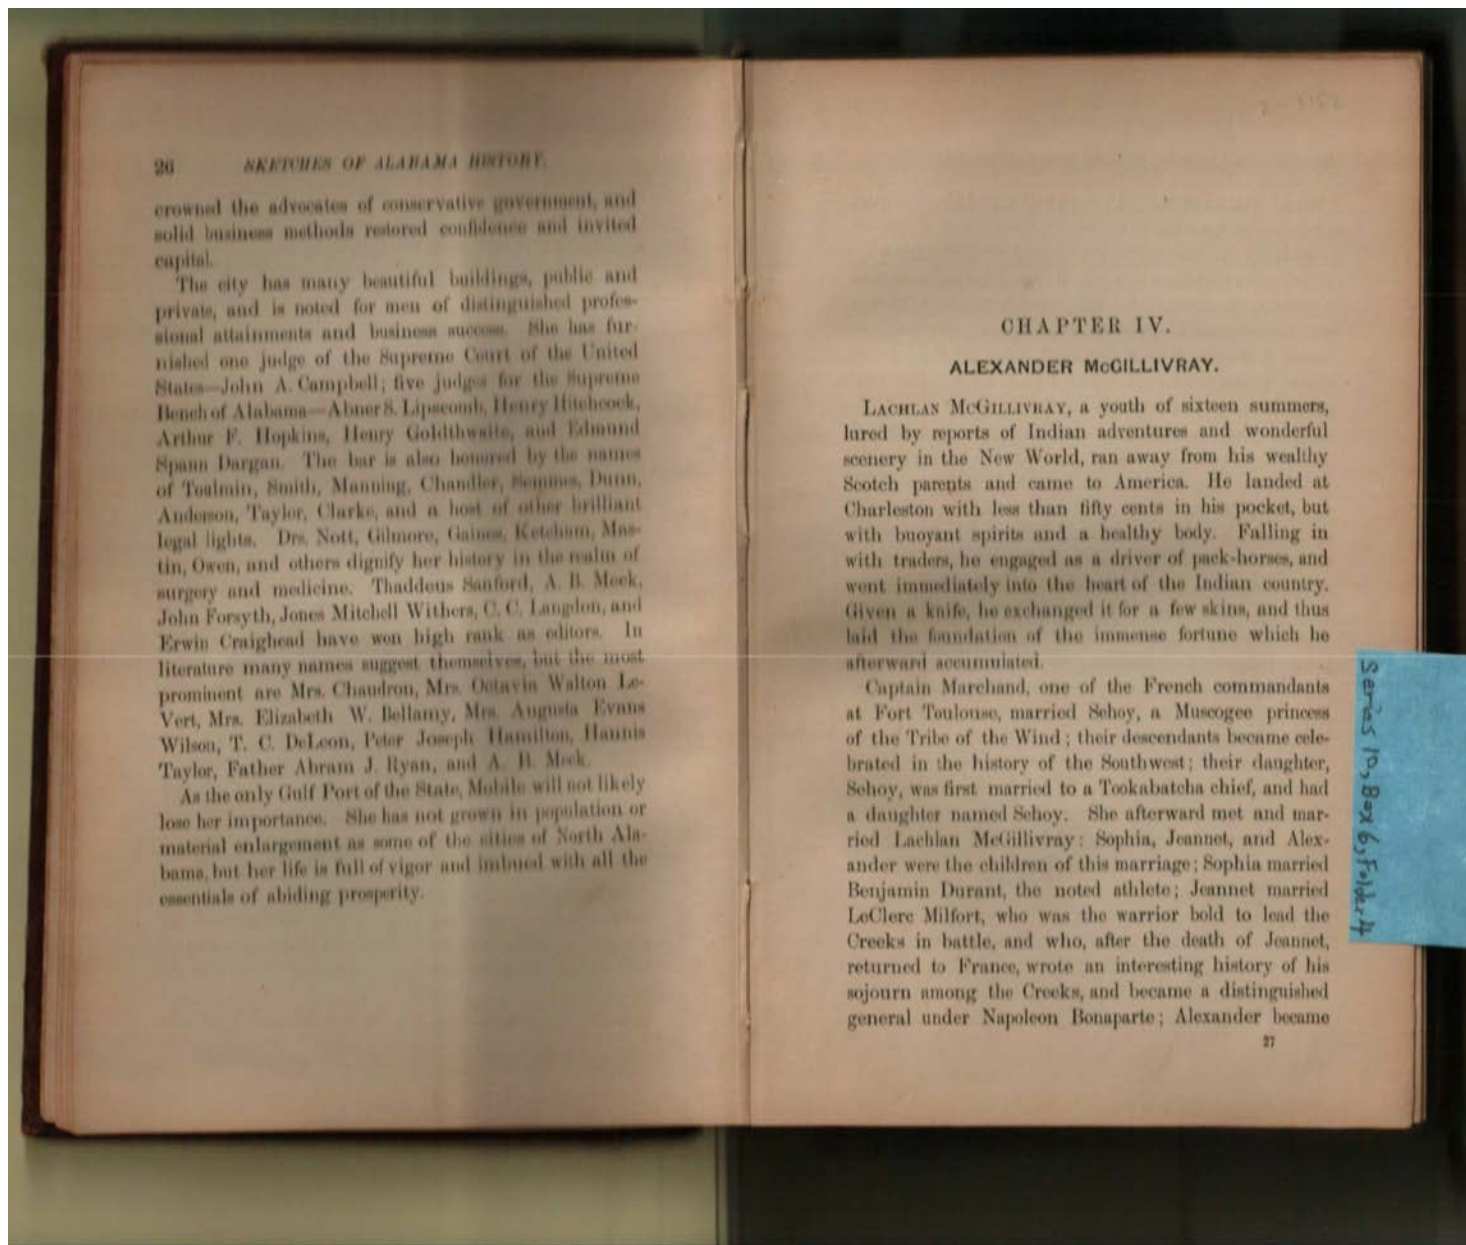 26 SKETCHES OF ALABAMA HISTORY.
crowned the advocates of conservative government, and
solid business methods restored confidence and invited
capital.
The city has many beautiful buildings, public and
private, and is noted for men of distinguished profes-
sional attainments and business success. She has fur-
nished one judge of the Supreme Court of the United
States—John A. Campbell; five judges for the Supreme
Bench of Alabama—Abner S. Lipscomb, Henry Hitchcock,
Arthur F. Hopkins, Henry Goldthwaite, and Edmund
Spann Dargan. The bar is also honored by the names
of Toulmin, Smith, Manning, Chandler, Semmes, Dunn,
Anderson, Taylor, Clarke, and a host of other brilliant
legal lights. Drs. Nott, Gilmore, Gaines, Ketchum, Mas-
tin, Owen, and others dignify her history in the realm of
surgery and medicine. Thaddeus Sanford, A. B. Meek,
John Forsyth, Jones Mitchell Withers, C. C. Langdon, and
Erwin Craighead have won high rank as editors. In
literature many names suggest themselves, but the most
prominent are Mrs. Chaudron, Mrs. Octavia Walton Le-
Vert, Mrs. Elizabeth W. Bellamy, Mrs. Augusta Evans
Wilson, T. C. DeLeon, Peter Joseph Hamilton, Hannis
Taylor, Father Abram J. Ryan, and A. B. Meek.
As the only Gulf Port of the State, Mobile will not likely
lose her importance. She has not grown in population or
material enlargement as some of the cities of North Ala-
bama, but her life is full of vigor and imbued with all the
essentials of abiding prosperity.
CHAPTER IV.
ALEXANDER McGILLIVRAY.
LACHLAN McGILLIVRAY, a youth of sixteen summers,
lured by reports of Indian adventures and wonderful
scenery in the New World, ran away from his wealthy
Scotch parents and came to America. He landed at
Charleston with less than fifty cents in his pocket, but
with buoyant spirits and a healthy body. Falling in
with traders, he engaged as a driver of pack-horses, and
went immediately into the heart of the Indian country.
Given a knife, he exchanged it for a few skins, and thus
laid the foundation of the immense fortune which he
afterward accumulated.
Captain Marchand, one of the French commandants
at Fort Toulouse, married Sehoy, a Muscogee princess
of the Tribe of the Wind; their descendants became cele-
brated in the history of the Southwest; their daughter,
Sehoy, was first married to a Tookabatcha chief, and had
a daughter named Sehoy. She afterward met and mar-
ried Lachlan McGillivray: Sophia, Jeannet, and Alex-
ander were the children of this marriage; Sophia married
Benjamin Durant, the noted athlete; Jeannet married
LeClerc Milfort, who was the warrior bold to lead the
Creeks in battle, and who, after the death of Jeannet,
returned to France, wrote an interesting history of his
sojourn among the Creeks, and became a distinguished
general under Napoleon Bonaparte; Alexander became
27
Series 10, Box 6, Folder 4